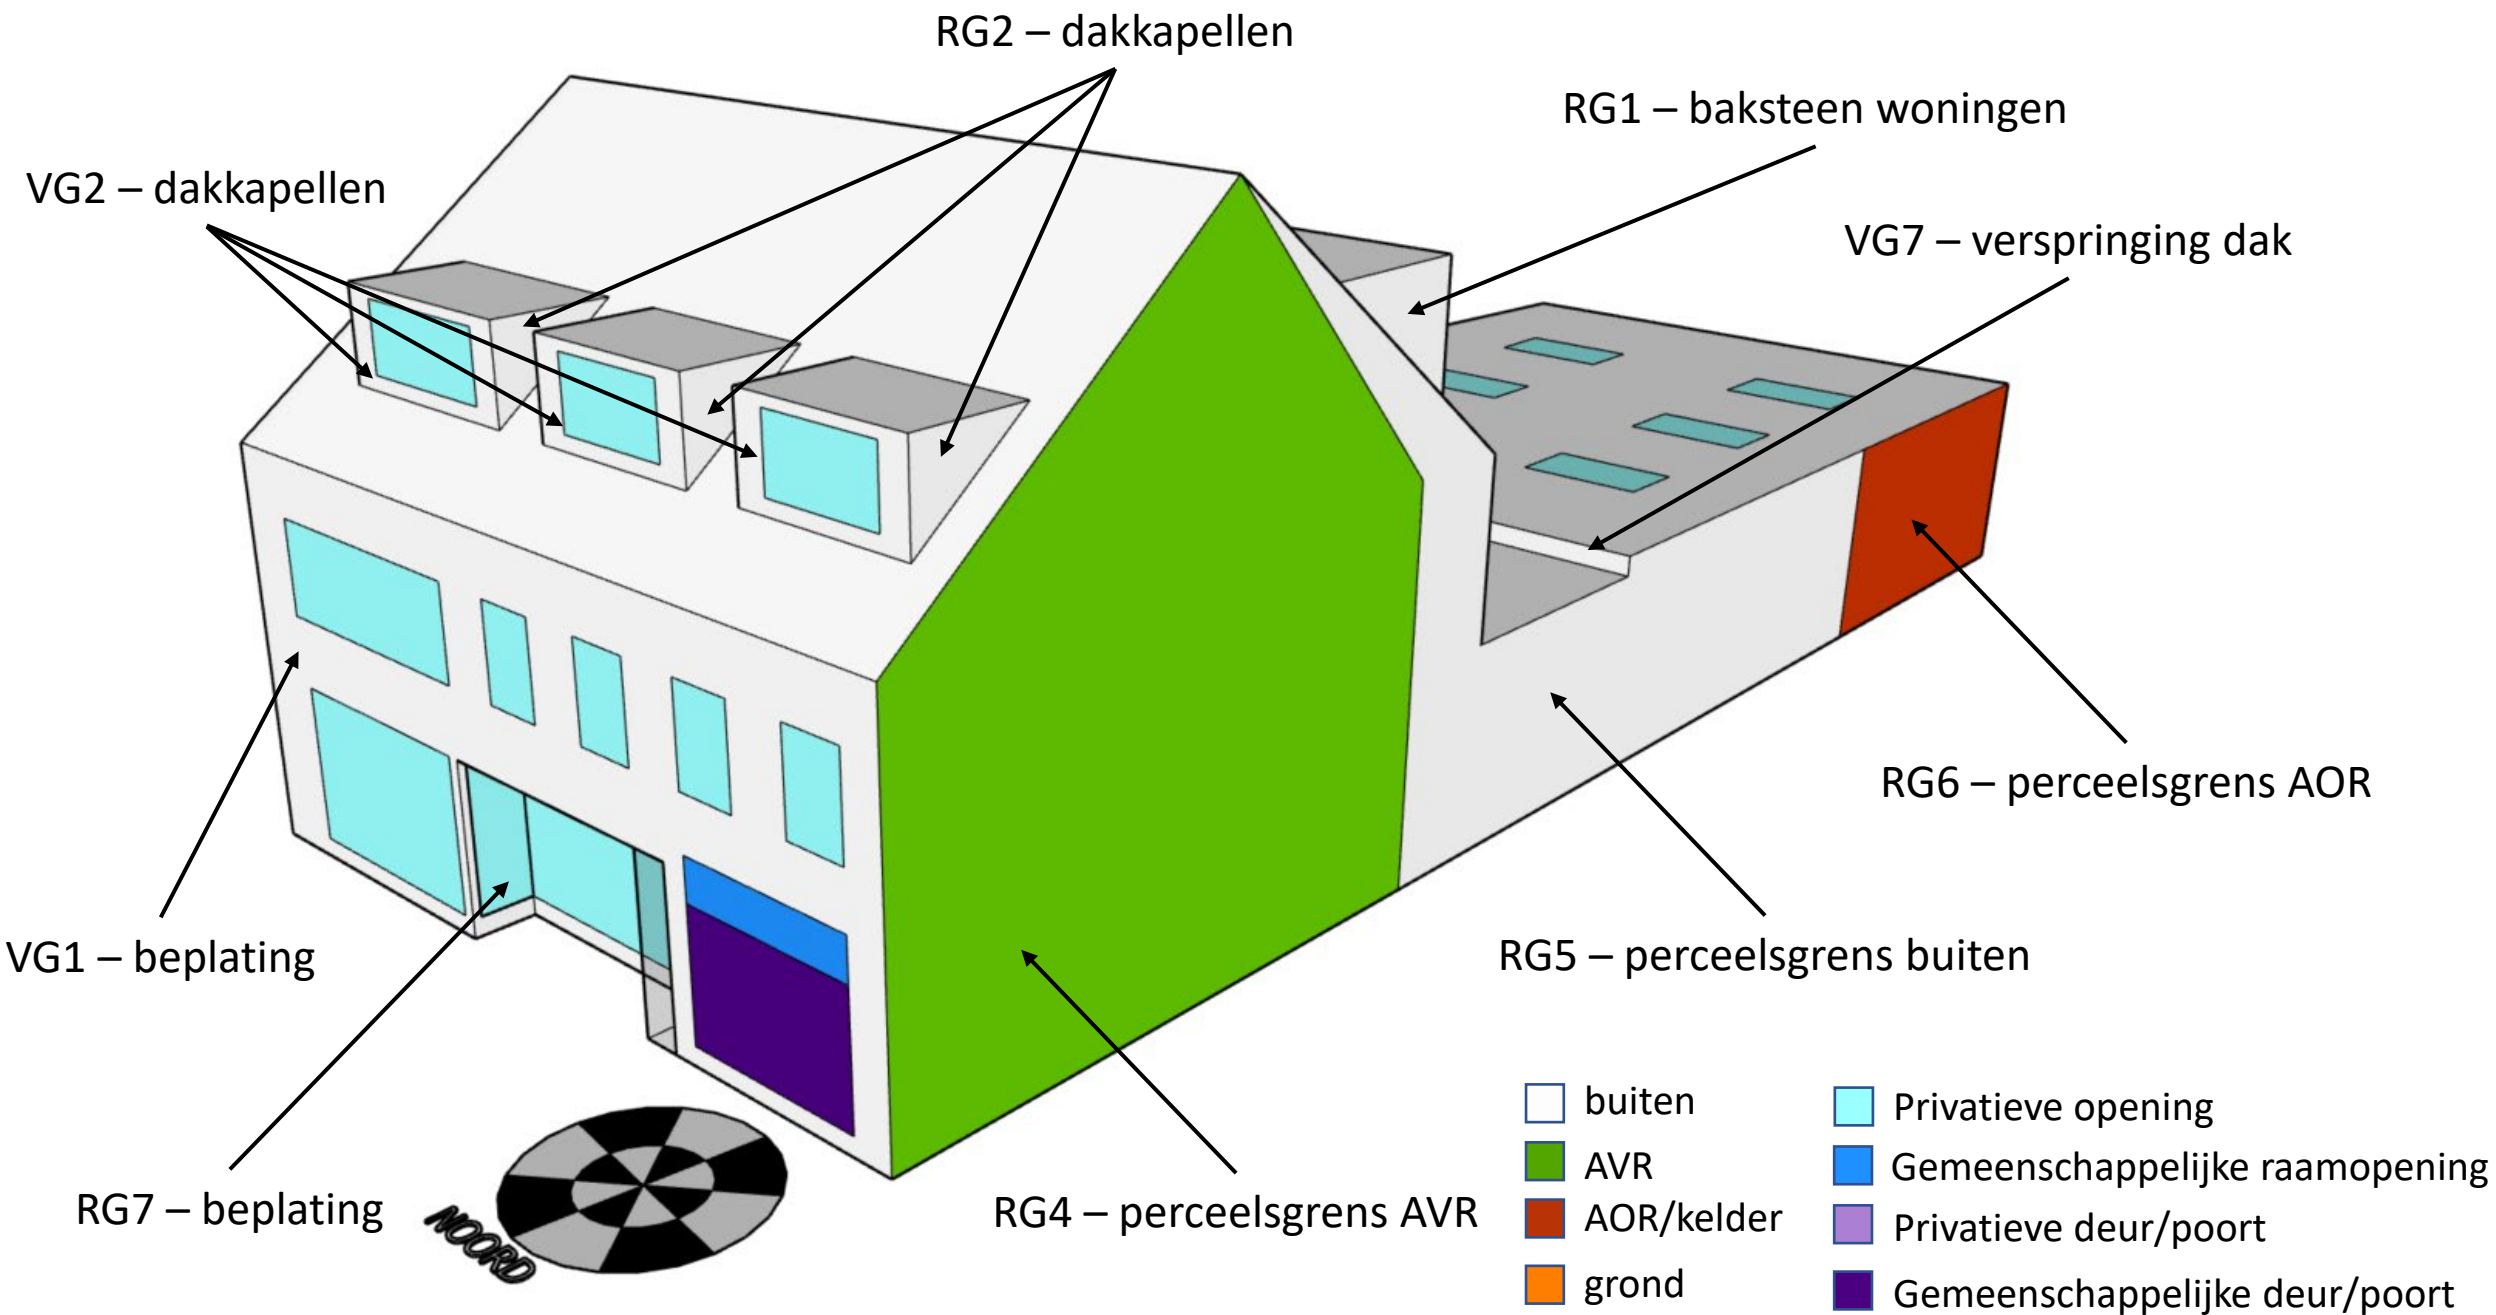 RG2 – dakkapellen
RG1 – baksteen woningen
VG2 – dakkapellen
VG7 – verspringing dak
RG6 – perceelsgrens AOR
VG1 – beplating
RG5 – perceelsgrens buiten
RG7 – beplating
NOORD
RG4 – perceelsgrens AVR
buiten
AVR
AOR/kelder
grond
Privatieve opening
Gemeenschappelijke raamopening
Privatieve deur/poort
Gemeenschappelijke deur/poort